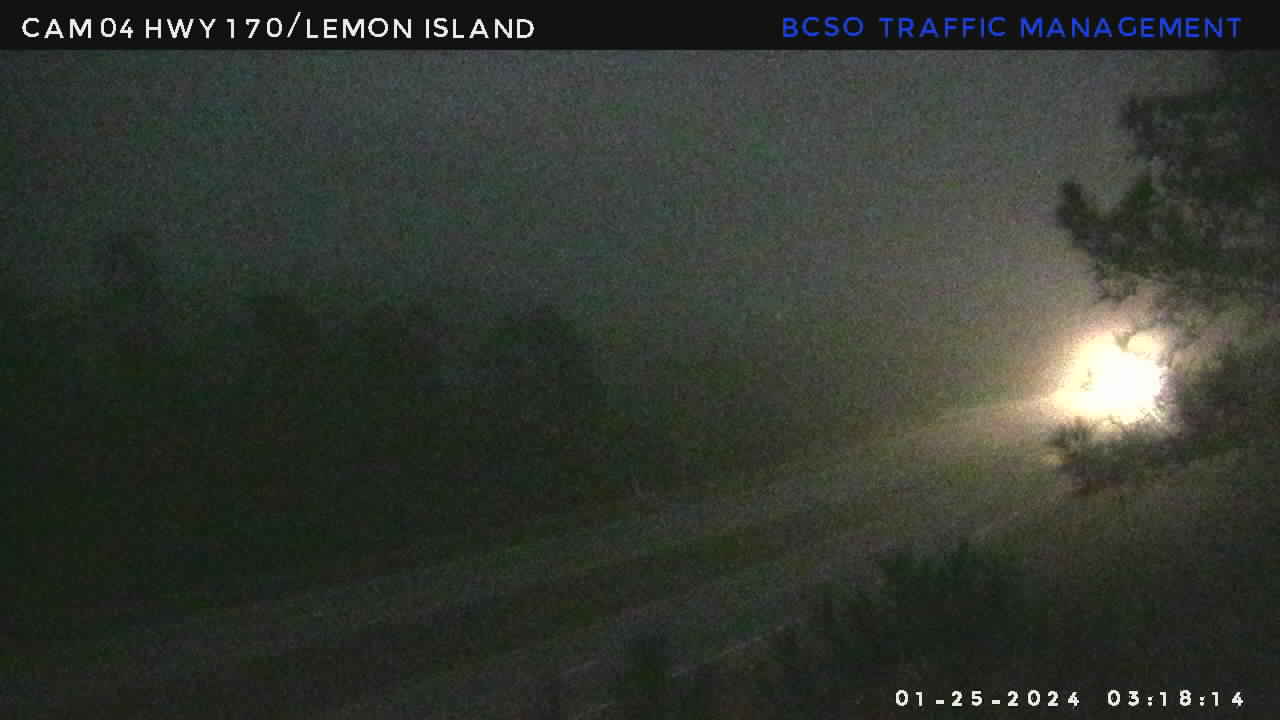 CAM04 HWY 170/LEMON ISLAND
BCSO TRAFFIC MANAGEMENT
01-25-2024 03:18:14